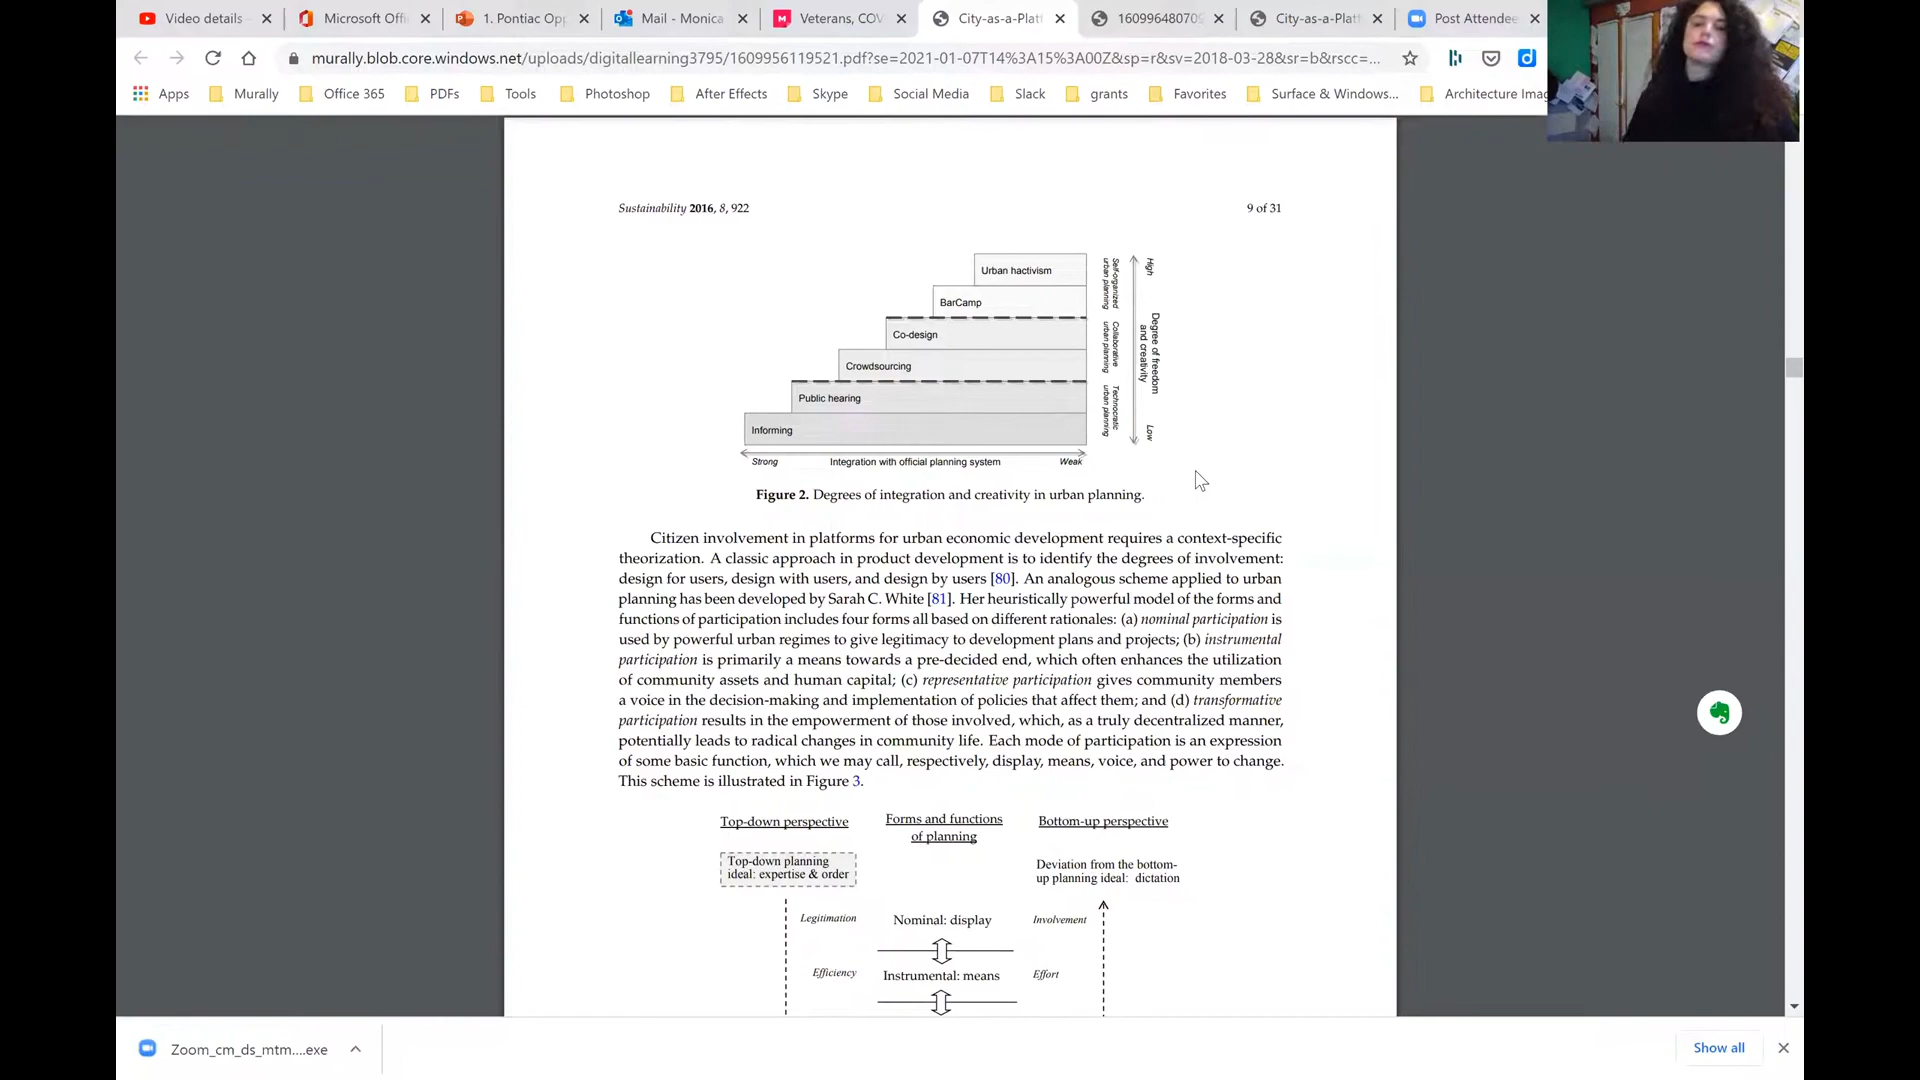 Video details
Microsoft Offi
1. Pontiac Opp
Mail - Monica
Veterans, COV
City-as-a-Platf
160996480709
City-as-a-Platf
Post Attendee
murally.blob.core.windows.net/uploads/digitallearning3795/1609956119521.pdf?se=2021-01-07T14%3A15%3A00Z&sp=r&sv=2018-03-28&sr=b&rscc=...
Apps
Murally
Office 365
PDFs
Tools
Photoshop
After Effects
Skype
Social Media
Slack
grants
Favorites
Surface & Windows...
Architecture Imag
Sustainability 2016, 8, 922
9 of 31
Urban hactivism
BarCamp
Co-design
Crowdsourcing
Public hearing
Informing
Self-organized urban planning
Collaborative urban planning
Technocratic urban planning
High
Degree of freedom and creativity
Low
Strong
Integration with official planning system
Weak
Figure 2. Degrees of integration and creativity in urban planning.
Citizen involvement in platforms for urban economic development requires a context-specific
theorization. A classic approach in product development is to identify the degrees of involvement:
design for users, design with users, and design by users [80]. An analogous scheme applied to urban
planning has been developed by Sarah C. White [81]. Her heuristically powerful model of the forms and
functions of participation includes four forms all based on different rationales: (a) nominal participation is
used by powerful urban regimes to give legitimacy to development plans and projects; (b) instrumental
participation is primarily a means towards a pre-decided end, which often enhances the utilization
of community assets and human capital; (c) representative participation gives community members
a voice in the decision-making and implementation of policies that affect them; and (d) transformative
participation results in the empowerment of those involved, which, as a truly decentralized manner,
potentially leads to radical changes in community life. Each mode of participation is an expression
of some basic function, which we may call, respectively, display, means, voice, and power to change.
This scheme is illustrated in Figure 3.
Top-down perspective
Forms and functions
of planning
Bottom-up perspective
Top-down planning
ideal: expertise & order
Deviation from the bottom-
up planning ideal: dictation
Legitimation
Nominal: display
Involvement
Efficiency
Instrumental: means
Effort
Zoom_cm_ds_mtm....exe
Show all